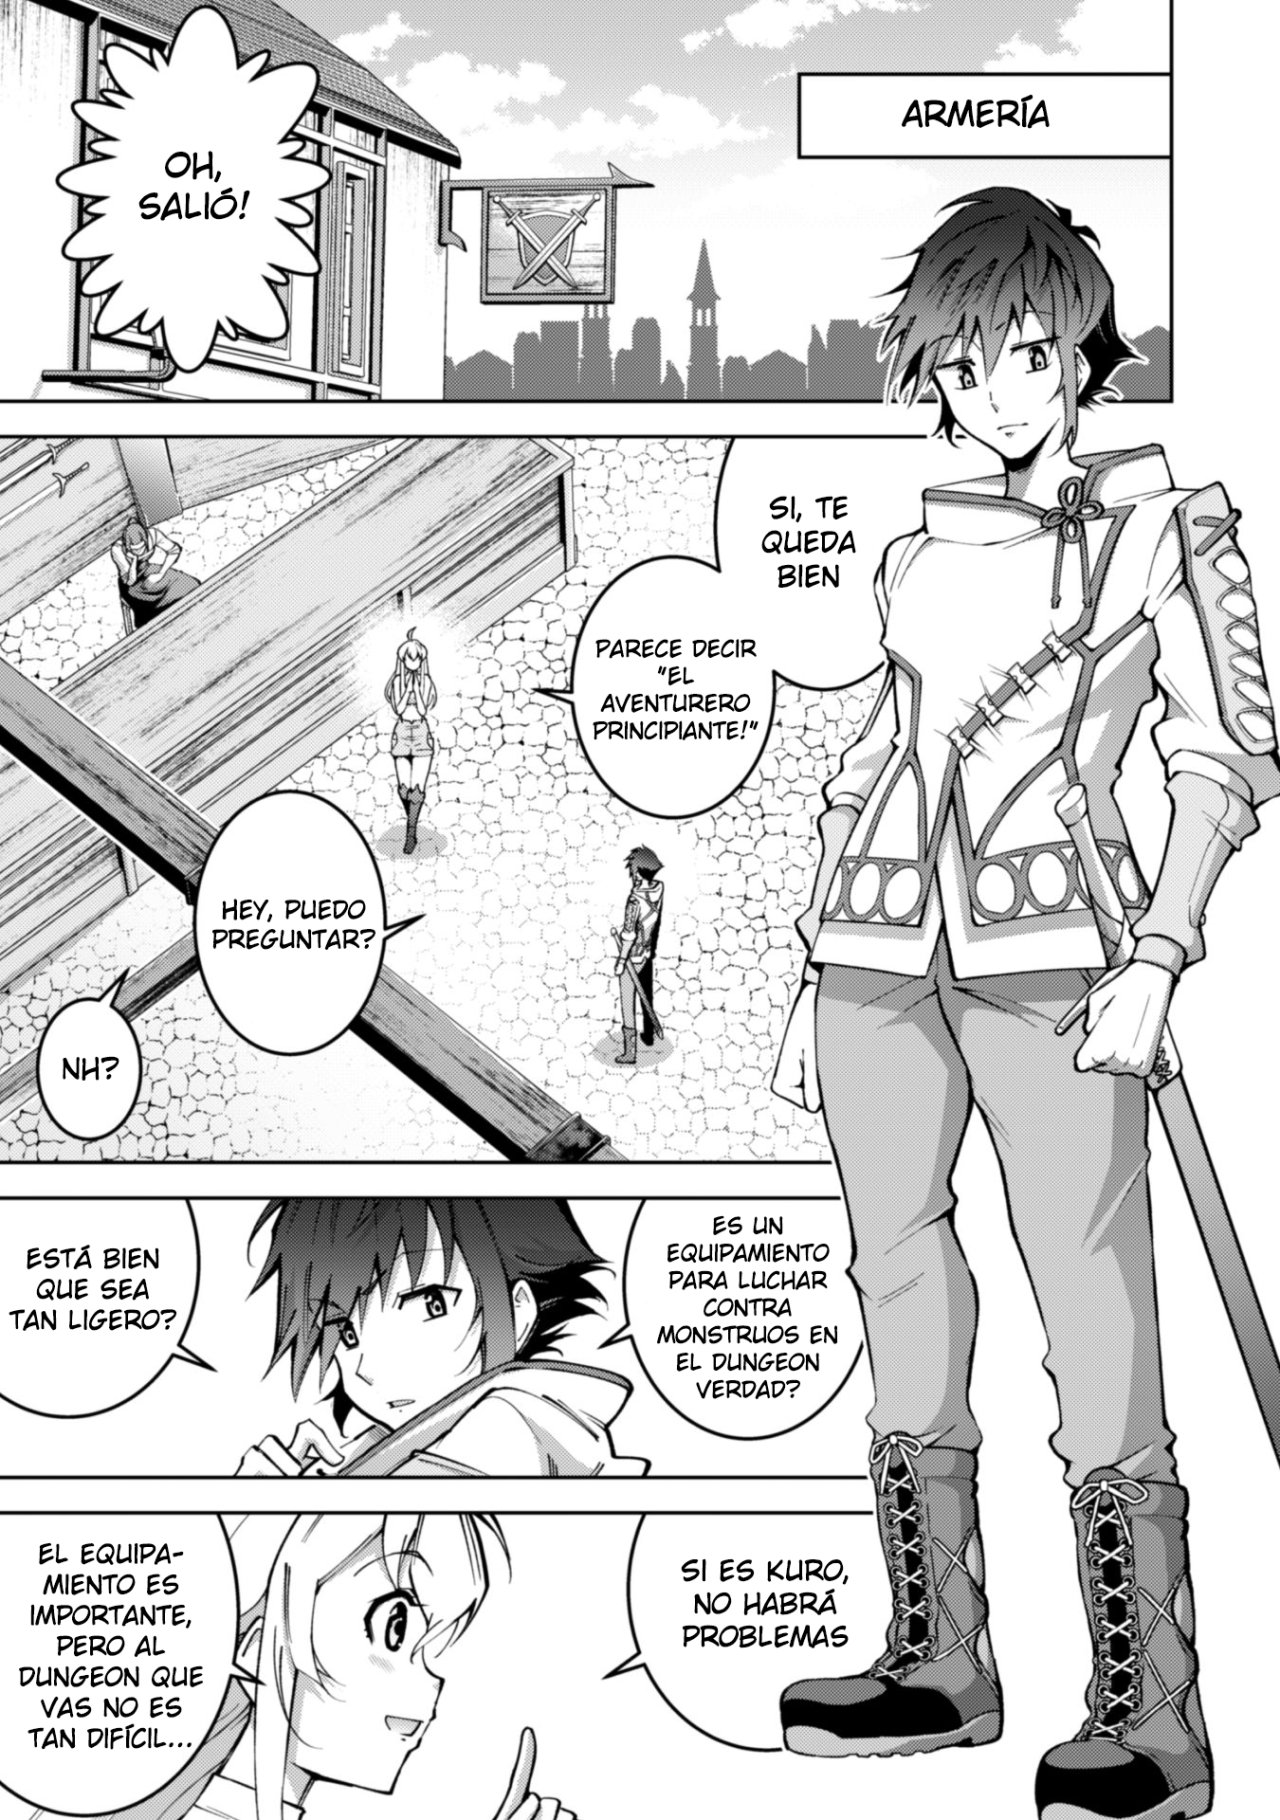 ARMERÍA
OH,
SALIÓ!
SI, TE
QUEDA
BIEN
PARECE DECIR
"EL
AVENTURERO
PRINCIPIANTE!"
HEY, PUEDO
PREGUNTAR?
NH?
ES UN
EQUIPAMIENTO
PARA LUCHAR
CONTRA
MONSTRUOS EN
EL DUNGEON
VERDAD?
ESTÁ BIEN
QUE SEA
TAN LIGERO?
SI ES KURO,
NO HABRÁ
PROBLEMAS
EL EQUIPA-
MIENTO ES
IMPORTANTE,
PERO AL
DUNGEON QUE
VAS NO ES
TAN DIFÍCIL...